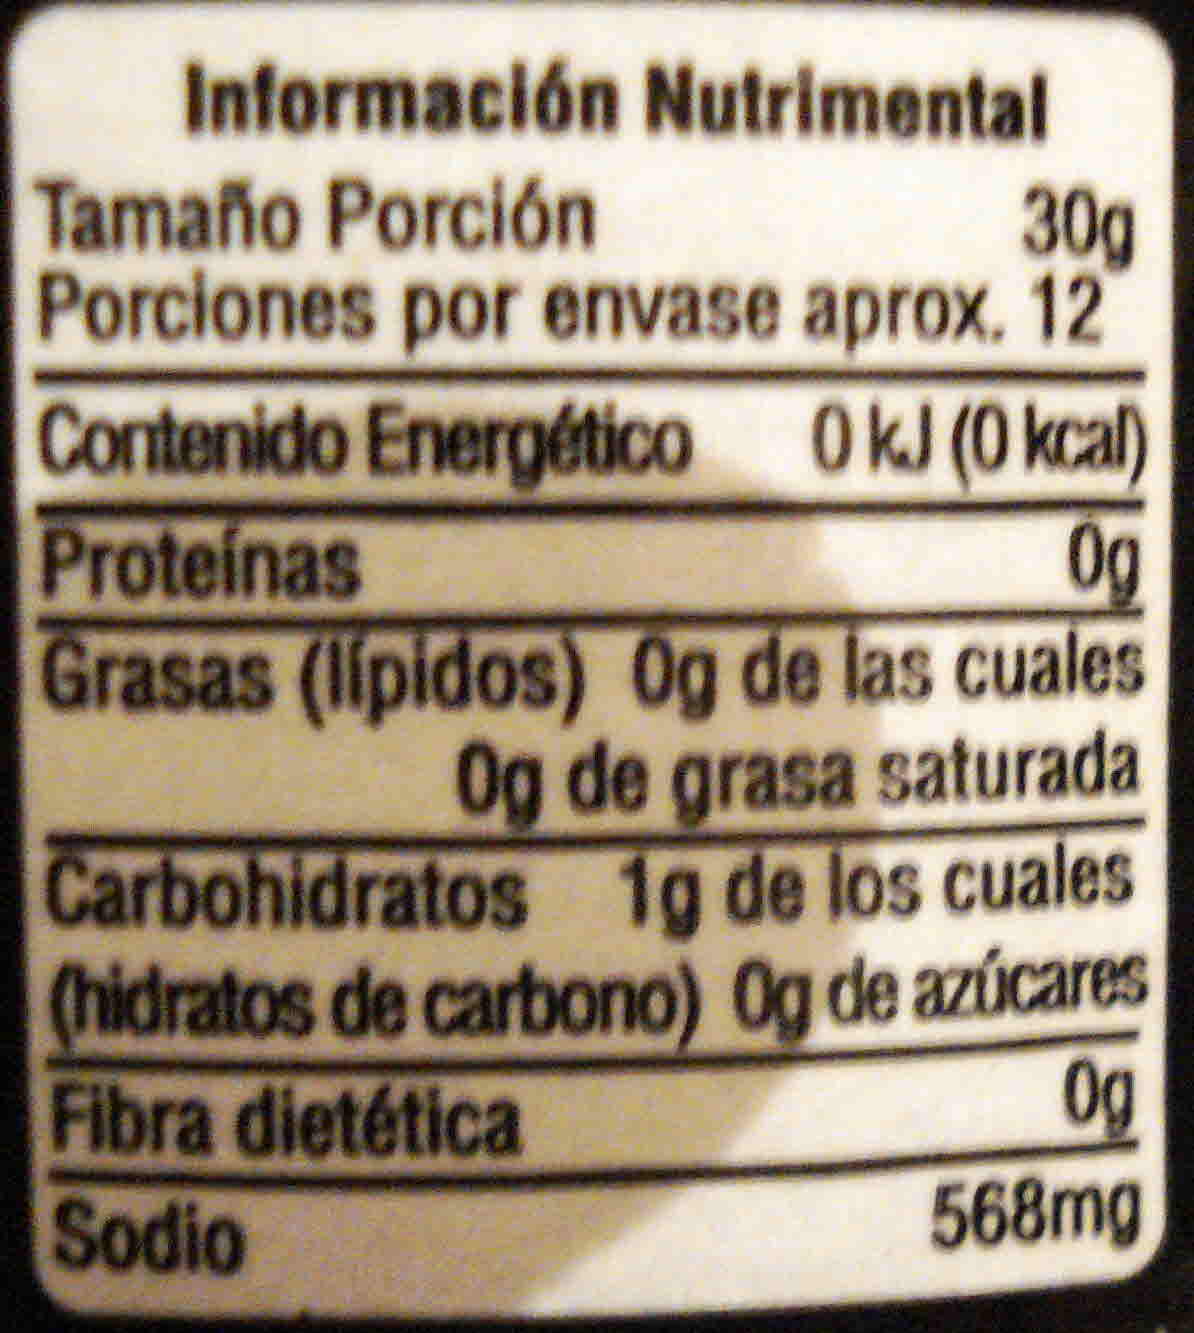 Información Nutrimental
Tamaño Porción 30g
Porciones por envase aprox. 12
Contenido Energético 0 kJ (0 kcal)
Proteínas 0g
Grasas (lípidos) 0g de las cuales
0g de grasa saturada
Carbohidratos 1g de los cuales
(hidratos de carbono) 0g de azúcares
Fibra dietética 0g
Sodio 568mg